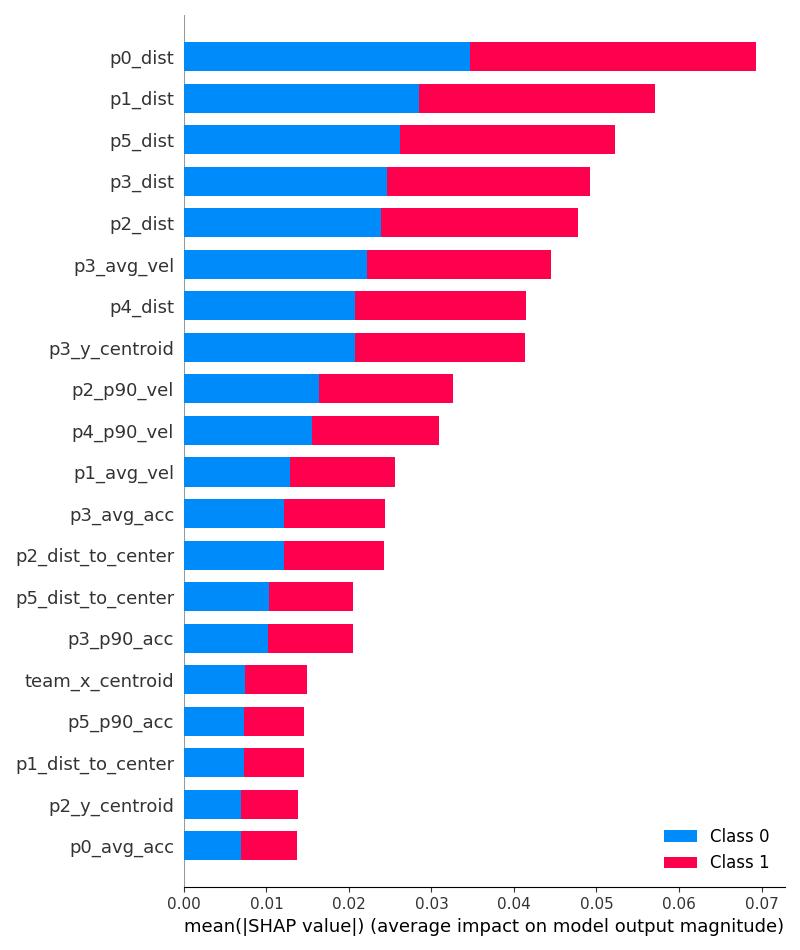 p0_dist
p1_dist
p5_dist
p3_dist
p2_dist
p3_avg_vel
p4_dist
p3_y_centroid
p2_p90_vel
p4_p90_vel
p1_avg_vel
p3_avg_acc
p2_dist_to_center
p5_dist_to_center
p3_p90_acc
team_x_centroid
p5_p90_acc
p1_dist_to_center
p2_y_centroid
p0_avg_acc
Class 0
Class 1
0.00 0.01 0.02 0.03 0.04 0.05 0.06 0.07
mean(|SHAP value|) (average impact on model output magnitude)